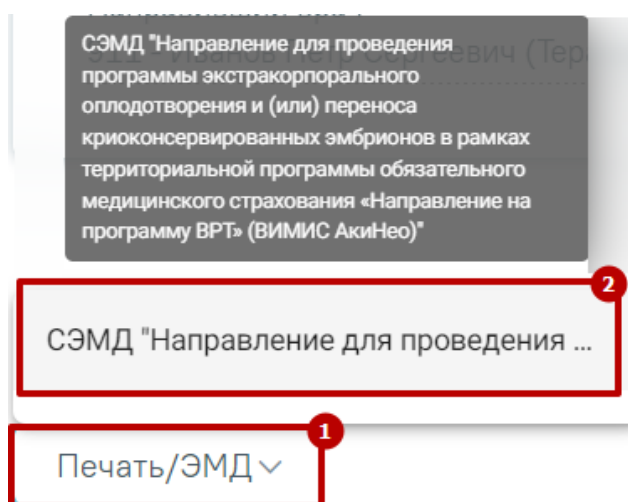 СЭМД "Направление для проведения
программы экстракорпорального
оплодотворения и (или) переноса
криоконсервированных эмбрионов в рамках
территориальной программы обязательного
медицинского страхования «Направление на
программу ВРТ» (ВИМИС АкиНео)"
2
СЭМД "Направление для проведения ...
1
Печать/ЭМД